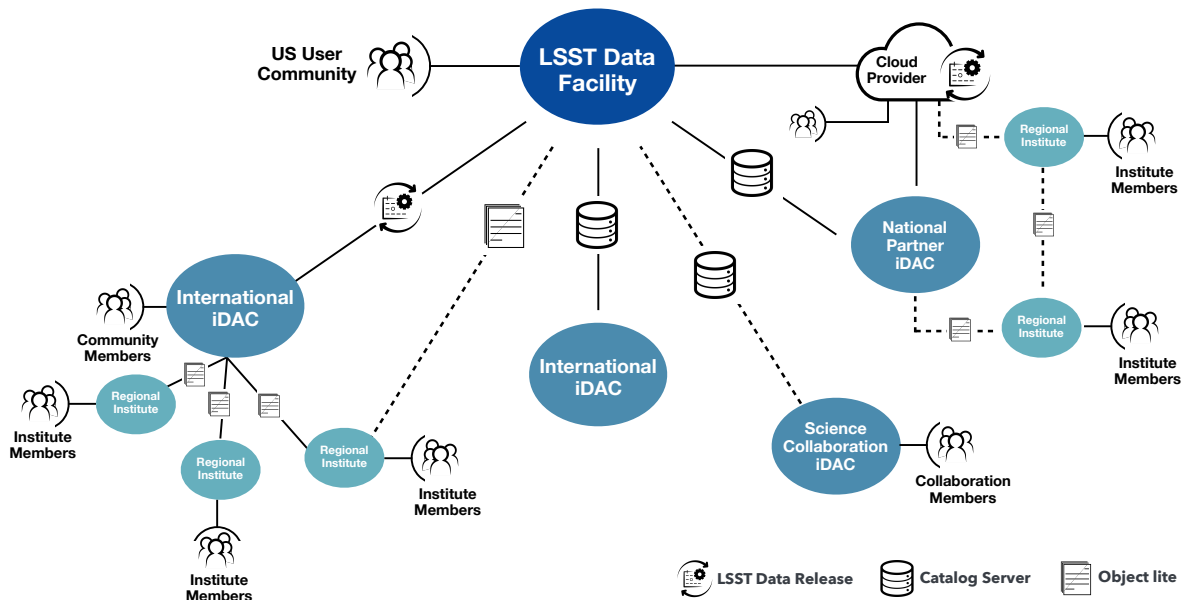 US User
Community
LSST Data
Facility
Cloud
Provider
Regional
Institute
Institute
Members
National
Partner
iDAC
International
iDAC
Community
Members
Regional
Institute
Institute
Members
International
iDAC
Regional
Institute
Institute
Members
Regional
Institute
Institute
Members
Regional
Institute
Institute
Members
Science
Collaboration
iDAC
Collaboration
Members
LSST Data Release
Catalog Server
Object lite